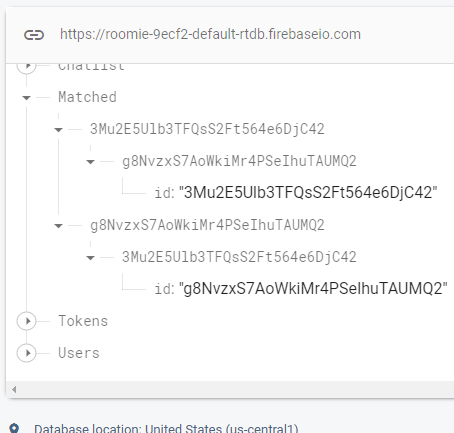 https://roomie-9ecf2-default-rtdb.firebaseio.com
Chatlist
Matched
3Mu2E5Ulb3TFQsS2Ft564e6DjC42
g8NvzxS7AoWkiMr4PSeIhuTAUMQ2
id: "3Mu2E5Ulb3TFQsS2Ft564e6DjC42"
g8NvzxS7AoWkiMr4PSeIhuTAUMQ2
3Mu2E5Ulb3TFQsS2Ft564e6DjC42
id: "g8NvzxS7AoWkiMr4PSeIhuTAUMQ2"
Tokens
Users
Database location: United States (us-central1)